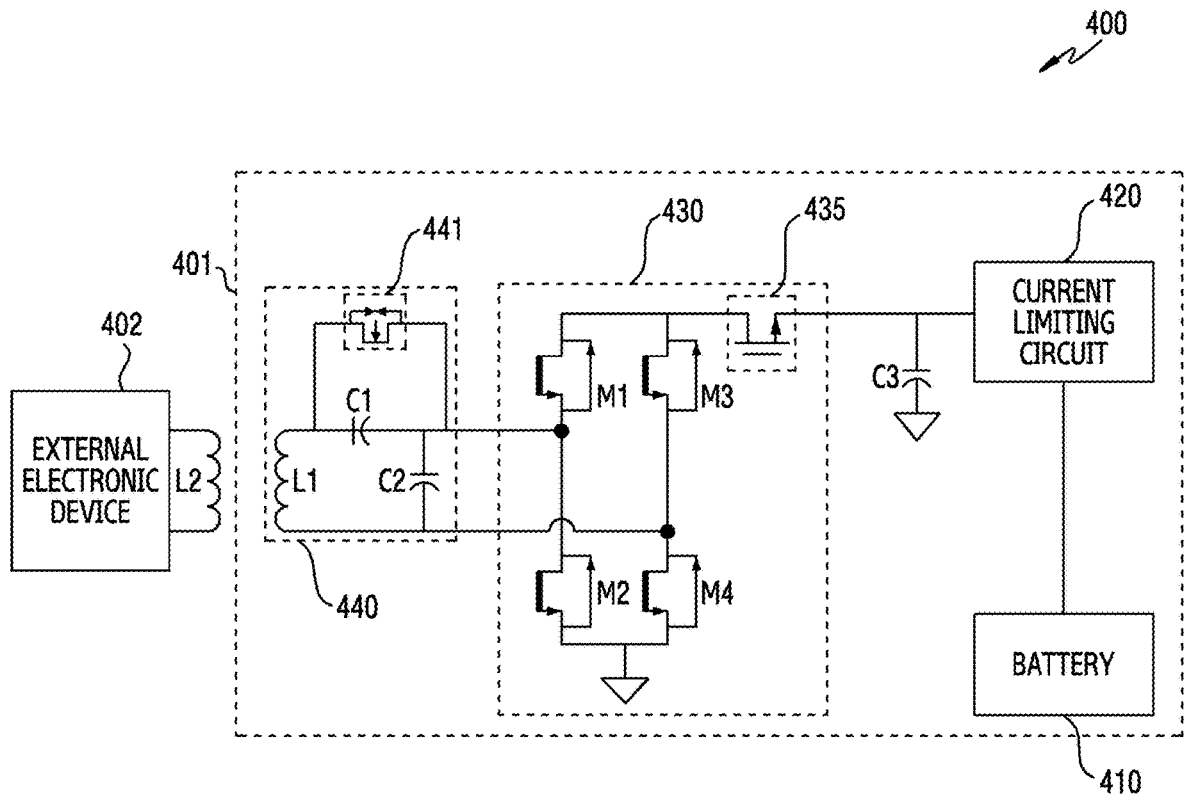 400
401
402
EXTERNAL
ELECTRONIC
DEVICE
L2
L1
441
C1
C2
440
430
435
M1
M3
M2
M4
C3
420
CURRENT
LIMITING
CIRCUIT
BATTERY
410